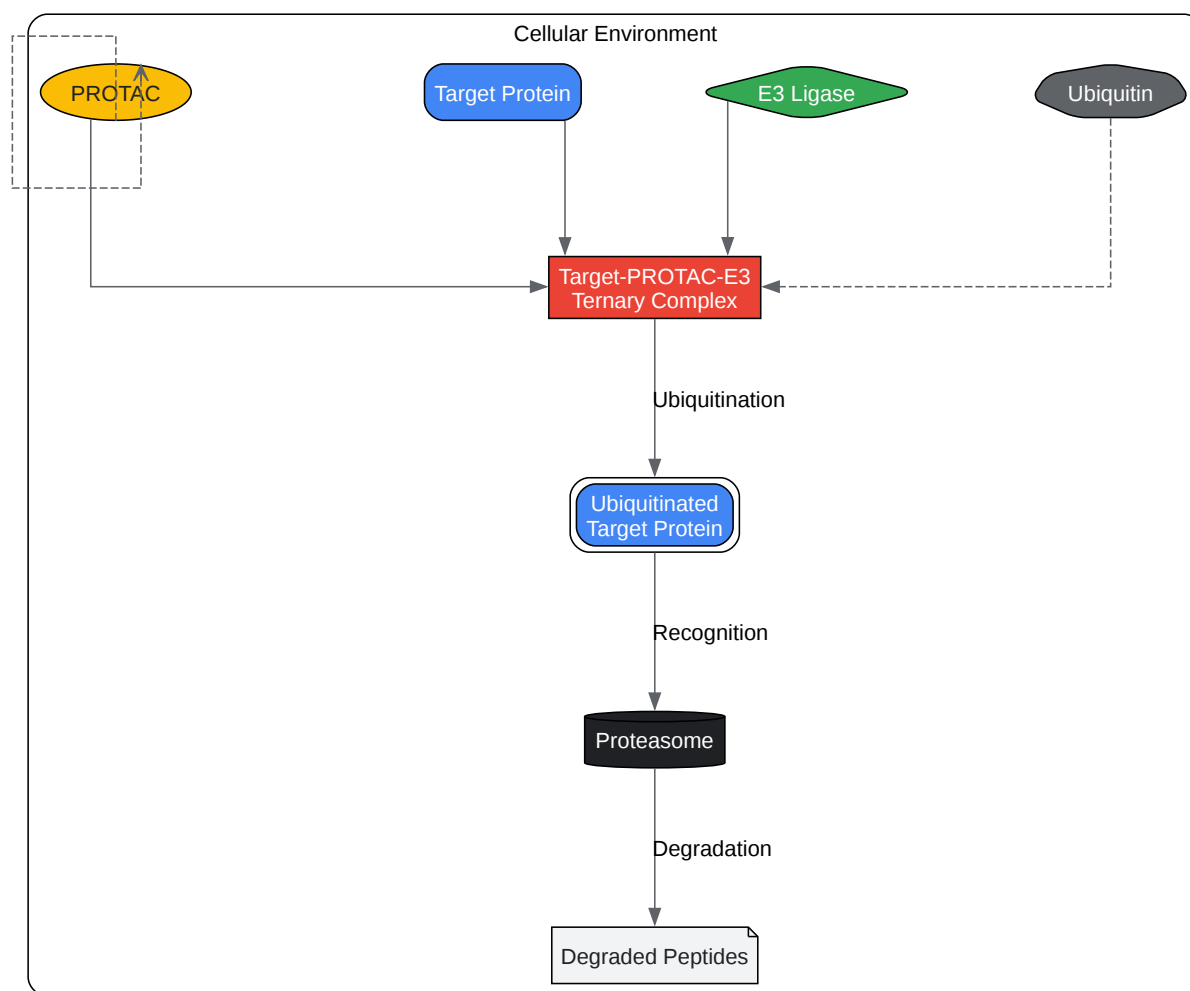 Cellular Environment
PROTAC
Target Protein
E3 Ligase
Ubiquitin
Target-PROTAC-E3
Ternary Complex
Ubiquitination
Ubiquitinated
Target Protein
Recognition
Proteasome
Degradation
Degraded Peptides